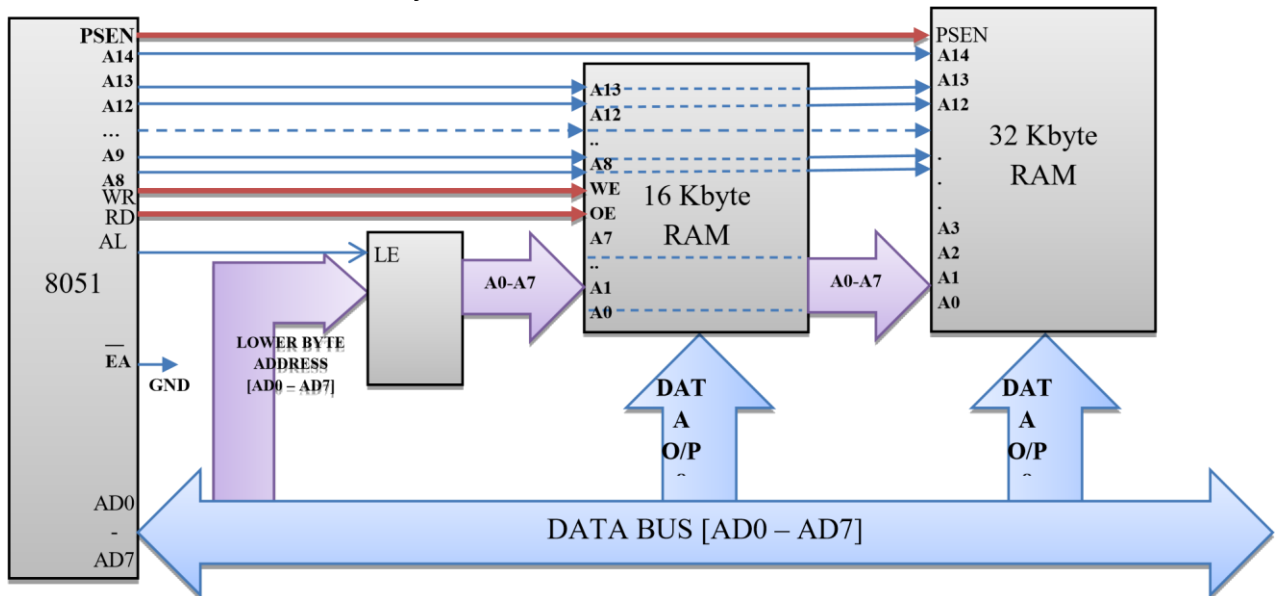 PSEN
A14
A13
A12
...
A9
A8
WR
RD
AL
8051
EA
GND
AD0
-
AD7
LE
LOWER BYTE
ADDRESS
[AD0 – AD7]
A0-A7
A13
A12
..
A8
WE
OE
A7
..
A1
A0
16 Kbyte
RAM
A0-A7
PSEN
A14
A13
A12
.
.
.
A3
A2
A1
A0
32 Kbyte
RAM
DAT
A
O/P
DAT
A
O/P
DATA BUS [AD0 – AD7]